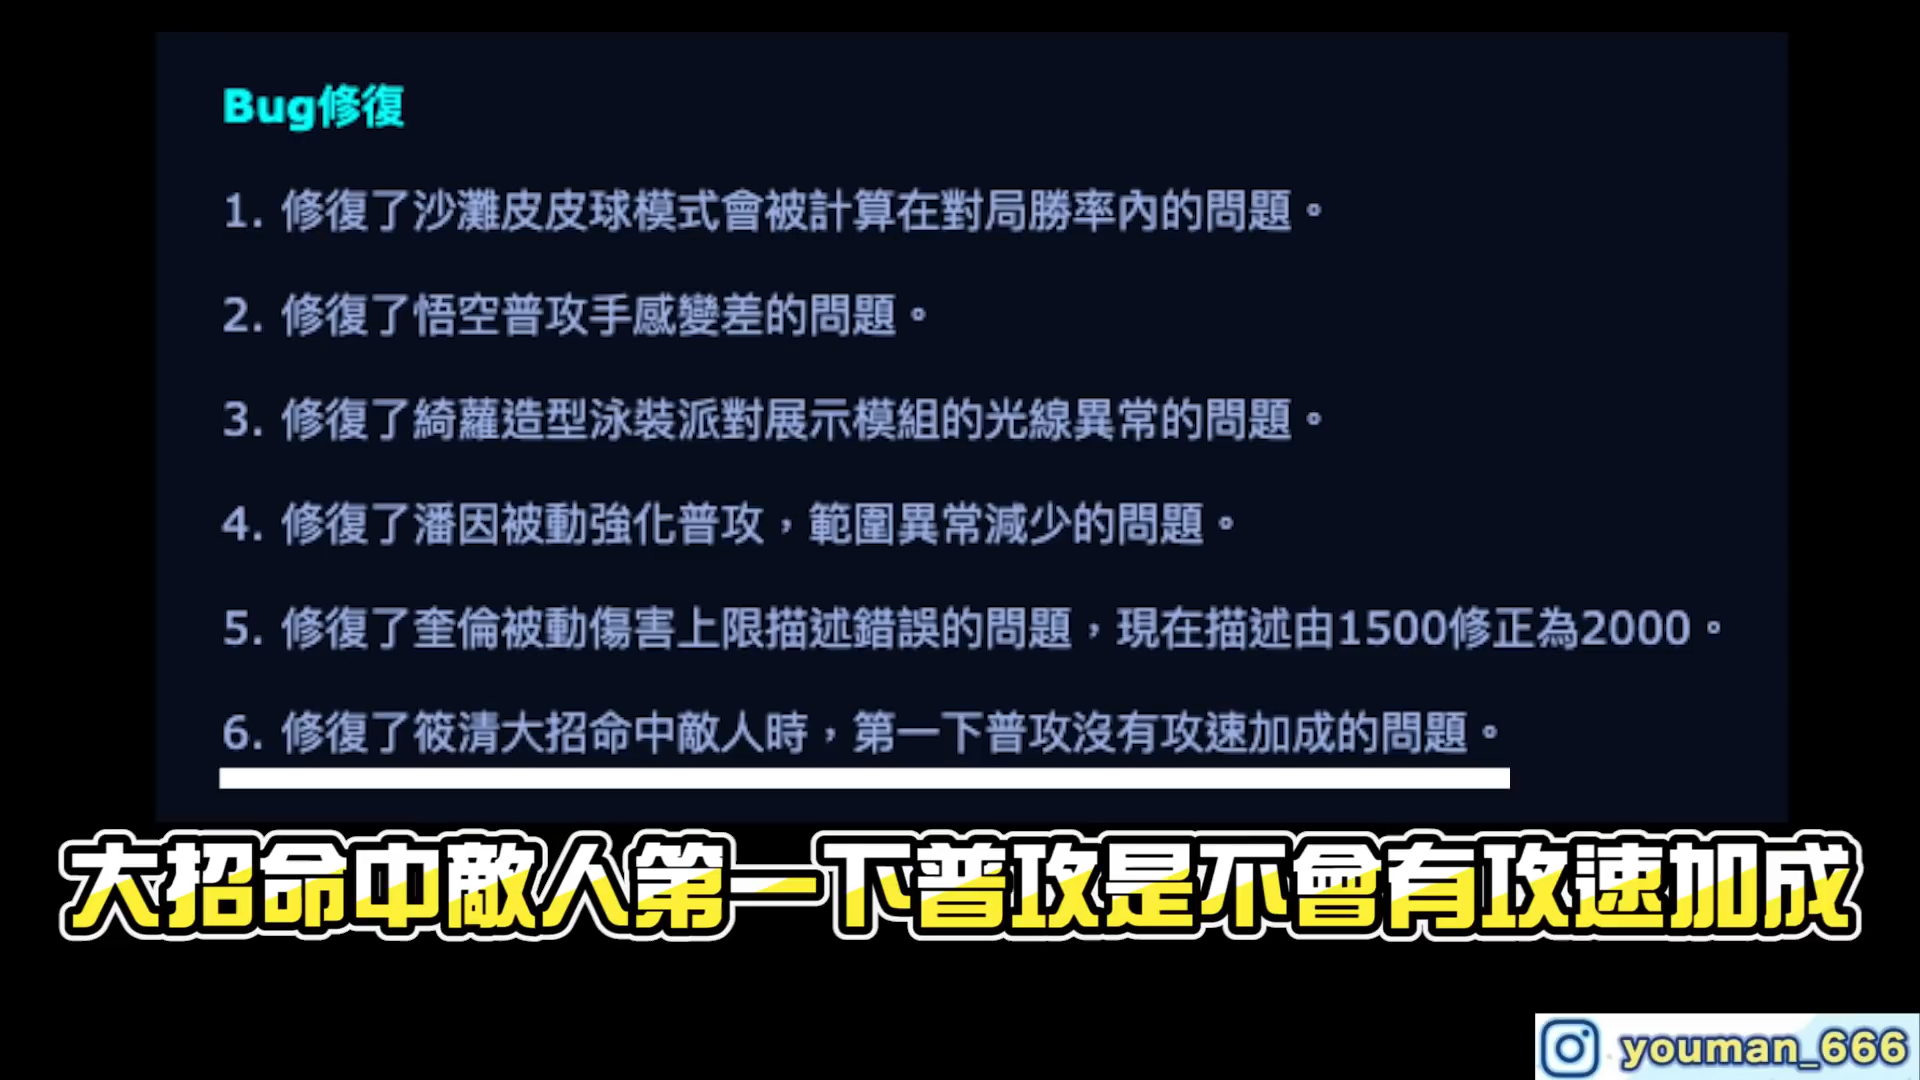 Bug修復
1. 修復了沙灘皮皮球模式會被計算在對局勝率內的問題。
2. 修復了悟空普攻手感變差的問題。
3. 修復了綺蘿造型泳裝派對展示模組的光線異常的問題。
4. 修復了潘因被動強化普攻，範圍異常減少的問題。
5. 修復了奎倫被動傷害上限描述錯誤的問題，現在描述由1500修正為2000。
6. 修復了筱清大招命中敵人時，第一下普攻沒有攻速加成的問題。
大招命中敵人第一下普攻是不會有攻速加成
youman_666